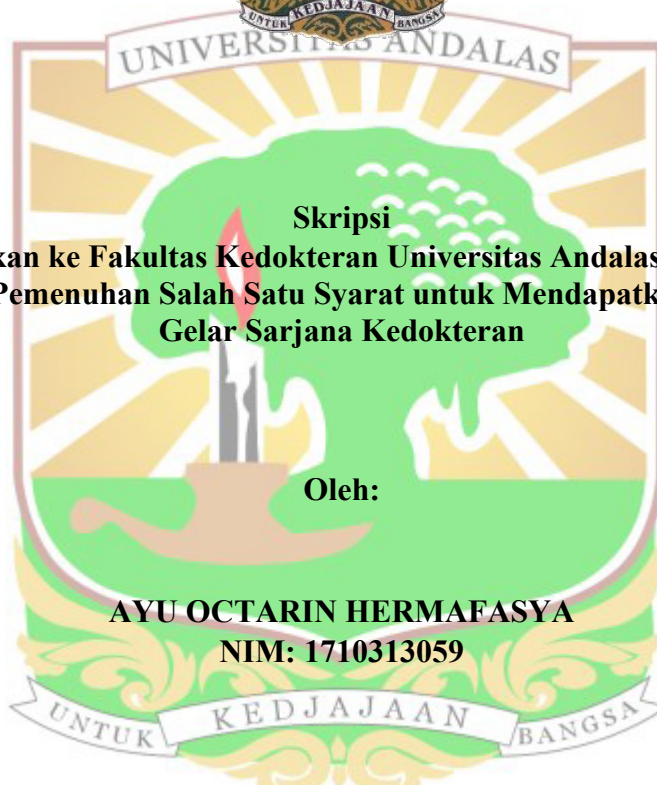 UNTUK KEDJAJAAN BANGSA
UNIVERSITAS ANDALAS
Skripsi
kan ke Fakultas Kedokteran Universitas Andalas
Pemenuhan Salah Satu Syarat untuk Mendapatk
Gelar Sarjana Kedokteran
Oleh:
AYU OCTARIN HERMAFASYA
NIM: 1710313059
UNTUK KEDJAJAAN BANGSA